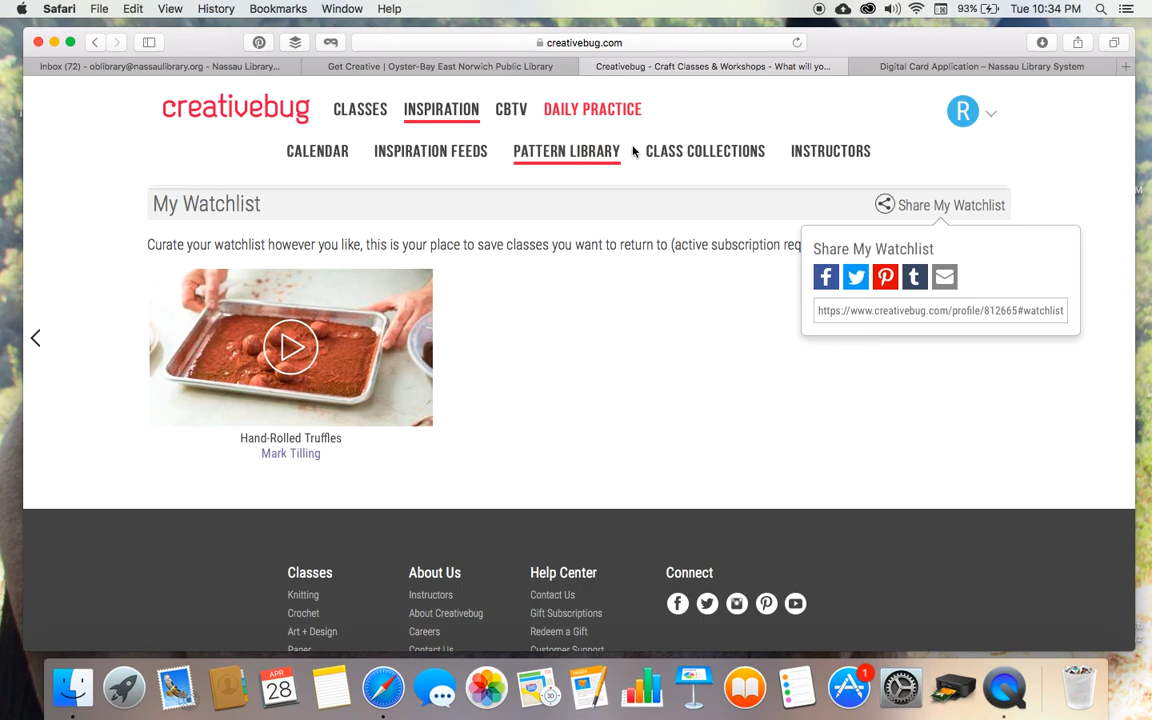 Safari File Edit View History Bookmarks Window Help 93% Tue 10:34 PM
creativebug.com
Inbox (72) - oblibrary@nassaulibrary.org - Nassau Library... Get Creative | Oyster-Bay East Norwich Public Library Creativebug - Craft Classes & Workshops - What will yo... Digital Card Application – Nassau Library System
creativebug CLASSES INSPIRATION CBTV DAILY PRACTICE R
CALENDAR INSPIRATION FEEDS PATTERN LIBRARY CLASS COLLECTIONS INSTRUCTORS
My Watchlist Share My Watchlist
Curate your watchlist however you like, this is your place to save classes you want to return to (active subscription req
Share My Watchlist
https://www.creativebug.com/profile/812665#watchlist
Hand-Rolled Truffles
Mark Tilling
Classes About Us Help Center Connect
Knitting Instructors Contact Us
Crochet About Creativebug Gift Subscriptions
Art + Design Careers Redeem a Gift
Paper Contact Us Customer Support
APR
28
3D
1